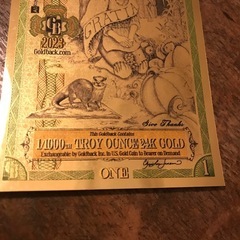 GB
2023
Goldback.com
Give Thanks
This Goldback Contains
1/1000TH TROY OUNCE 24K GOLD
Exchangeable by Goldback Inc. in U.S. Gold Coin to Bearer on Demand
ONE
1